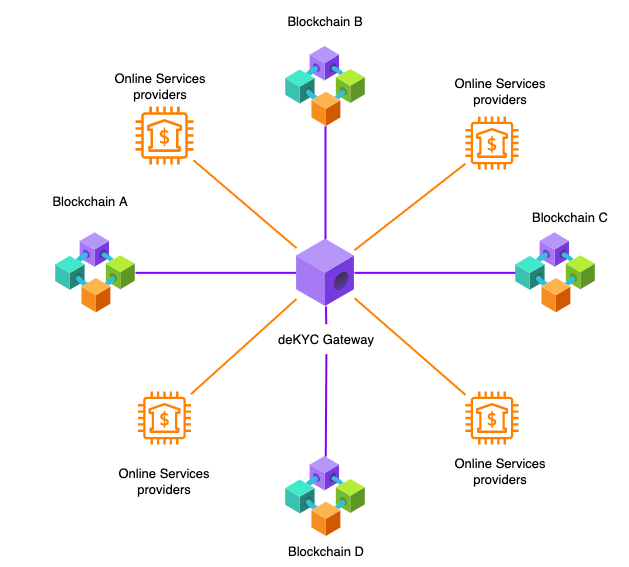 Blockchain B
Online Services
providers
Online Services
providers
$
$
Blockchain A
Blockchain C
deKYC Gateway
$
$
Online Services
providers
Online Services
providers
Blockchain D